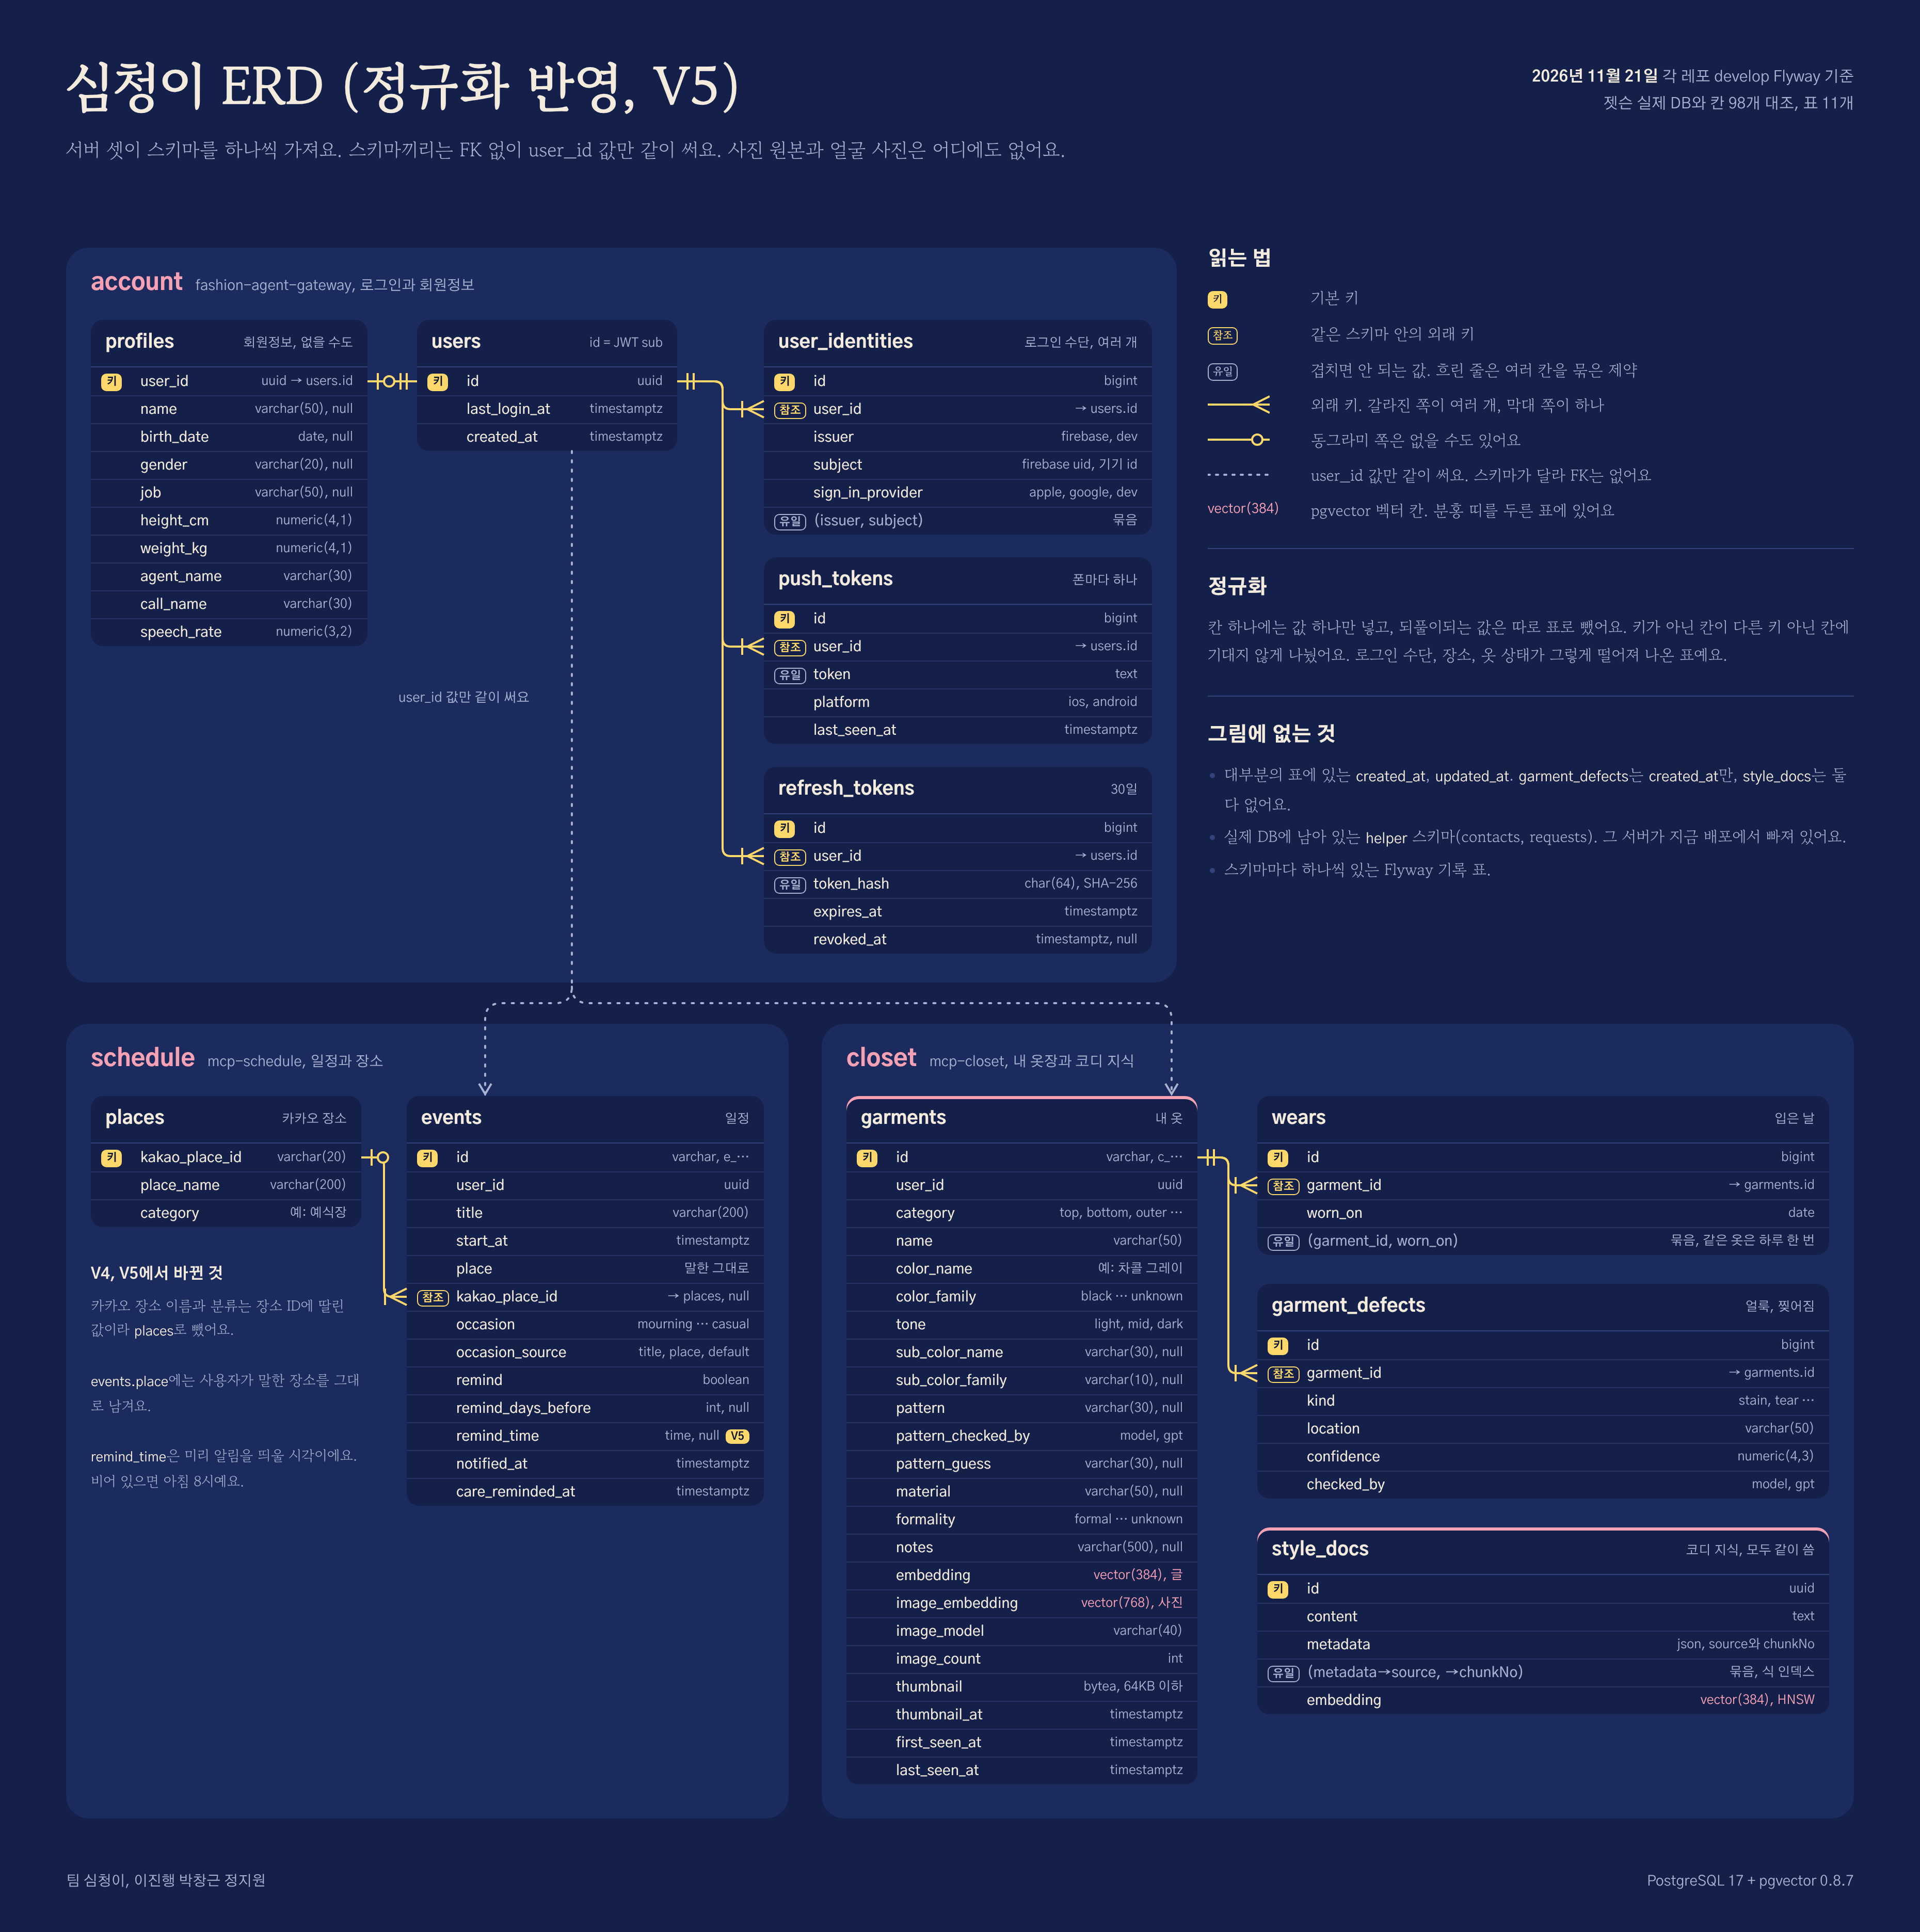 심청이 ERD (정규화 반영, V5)
2026년 11월 21일 각 레포 develop Flyway 기준
젯슨 실제 DB와 칸 98개 대조, 표 11개
서버 셋이 스키마를 하나씩 가져요. 스키마끼리는 FK 없이 user_id 값만 같이 써요. 사진 원본과 얼굴 사진은 어디에도 없어요.
account fashion-agent-gateway, 로그인과 회원정보
profiles 회원정보, 없을 수도
키 user_id uuid → users.id
name varchar(50), null
birth_date date, null
gender varchar(20), null
job varchar(50), null
height_cm numeric(4,1)
weight_kg numeric(4,1)
agent_name varchar(30)
call_name varchar(30)
speech_rate numeric(3,2)
users id = JWT sub
키 id uuid
last_login_at timestamptz
created_at timestamptz
user_id 값만 같이 써요
user_identities 로그인 수단, 여러 개
키 id bigint
참조 user_id → users.id
issuer firebase, dev
subject firebase uid, 기기 id
sign_in_provider apple, google, dev
유일 (issuer, subject) 묶음
push_tokens 폰마다 하나
키 id bigint
참조 user_id → users.id
유일 token text
platform ios, android
last_seen_at timestamptz
refresh_tokens 30일
키 id bigint
참조 user_id → users.id
유일 token_hash char(64), SHA-256
expires_at timestamptz
revoked_at timestamptz, null
읽는 법
키 기본 키
참조 같은 스키마 안의 외래 키
유일 겹치면 안 되는 값. 흐린 줄은 여러 칸을 묶은 제약
외래 키. 갈라진 쪽이 여러 개, 막대 쪽이 하나
동그라미 쪽은 없을 수도 있어요
user_id 값만 같이 써요. 스키마가 달라 FK는 없어요
vector(384) pgvector 벡터 칸. 분홍 띠를 두른 표에 있어요
정규화
칸 하나에는 값 하나만 넣고, 되풀이되는 값은 따로 표로 뺐어요. 키가 아닌 칸이 다른 키 아닌 칸에
기대지 않게 나눴어요. 로그인 수단, 장소, 옷 상태가 그렇게 떨어져 나온 표예요.
그림에 없는 것
• 대부분의 표에 있는 created_at, updated_at. garment_defects는 created_at만, style_docs는 둘
다 없어요.
• 실제 DB에 남아 있는 helper 스키마(contacts, requests). 그 서버가 지금 배포에서 빠져 있어요.
• 스키마마다 하나씩 있는 Flyway 기록 표.
schedule mcp-schedule, 일정과 장소
places 카카오 장소
키 kakao_place_id varchar(20)
place_name varchar(200)
category 예: 예식장
V4, V5에서 바뀐 것
카카오 장소 이름과 분류는 장소 ID에 딸린
값이라 places로 뺐어요.
events.place에는 사용자가 말한 장소를 그대
로 남겨요.
remind_time은 미리 알림을 띄울 시각이에요.
비어 있으면 아침 8시예요.
events 일정
키 id varchar, e_⋯
user_id uuid
title varchar(200)
start_at timestamptz
place 말한 그대로
참조 kakao_place_id → places, null
occasion mourning ⋯ casual
occasion_source title, place, default
remind boolean
remind_days_before int, null
remind_time time, null V5
notified_at timestamptz
care_reminded_at timestamptz
closet mcp-closet, 내 옷장과 코디 지식
garments 내 옷
키 id varchar, c_⋯
user_id uuid
category top, bottom, outer ⋯
name varchar(50)
color_name 예: 차콜 그레이
color_family black ⋯ unknown
tone light, mid, dark
sub_color_name varchar(30), null
sub_color_family varchar(10), null
pattern varchar(30), null
pattern_checked_by model, gpt
pattern_guess varchar(30), null
material varchar(50), null
formality formal ⋯ unknown
notes varchar(500), null
embedding vector(384), 글
image_embedding vector(768), 사진
image_model varchar(40)
image_count int
thumbnail bytea, 64KB 이하
thumbnail_at timestamptz
first_seen_at timestamptz
last_seen_at timestamptz
wears 입은 날
키 id bigint
참조 garment_id → garments.id
worn_on date
유일 (garment_id, worn_on) 묶음, 같은 옷은 하루 한 번
garment_defects 얼룩, 찢어짐
키 id bigint
참조 garment_id → garments.id
kind stain, tear ⋯
location varchar(50)
confidence numeric(4,3)
checked_by model, gpt
style_docs 코디 지식, 모두 같이 씀
키 id uuid
content text
metadata json, source와 chunkNo
유일 (metadata→source, →chunkNo) 묶음, 식 인덱스
embedding vector(384), HNSW
팀 심청이, 이진행 박창근 정지원
PostgreSQL 17 + pgvector 0.8.7